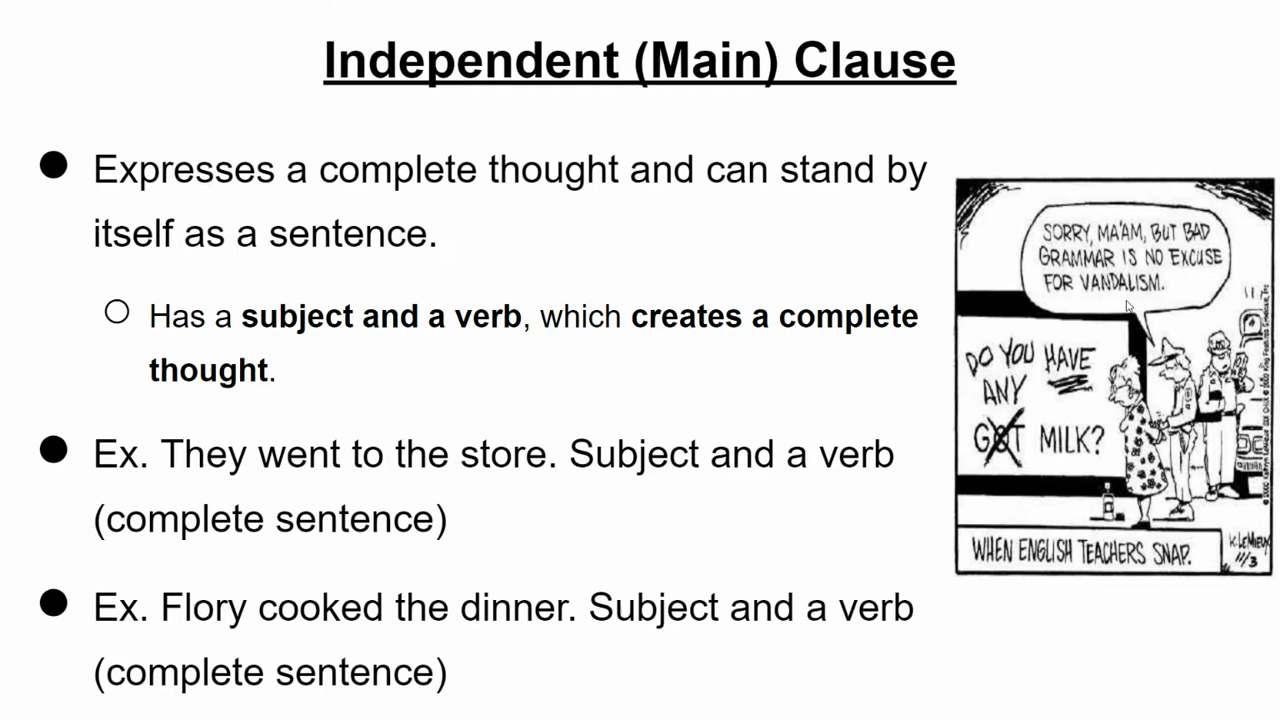 Independent (Main) Clause
● Expresses a complete thought and can stand by
itself as a sentence.
○ Has a subject and a verb, which creates a complete
thought.
● Ex. They went to the store. Subject and a verb
(complete sentence)
● Ex. Flory cooked the dinner. Subject and a verb
(complete sentence)
SORRY, MA'AM, BUT BAD
GRAMMAR IS NO EXCUSE
FOR VANDALISM.
DO YOU HAVE
ANY
GOT MILK?
WHEN ENGLISH TEACHERS SNAP.
K. LEMIEUX
11/3